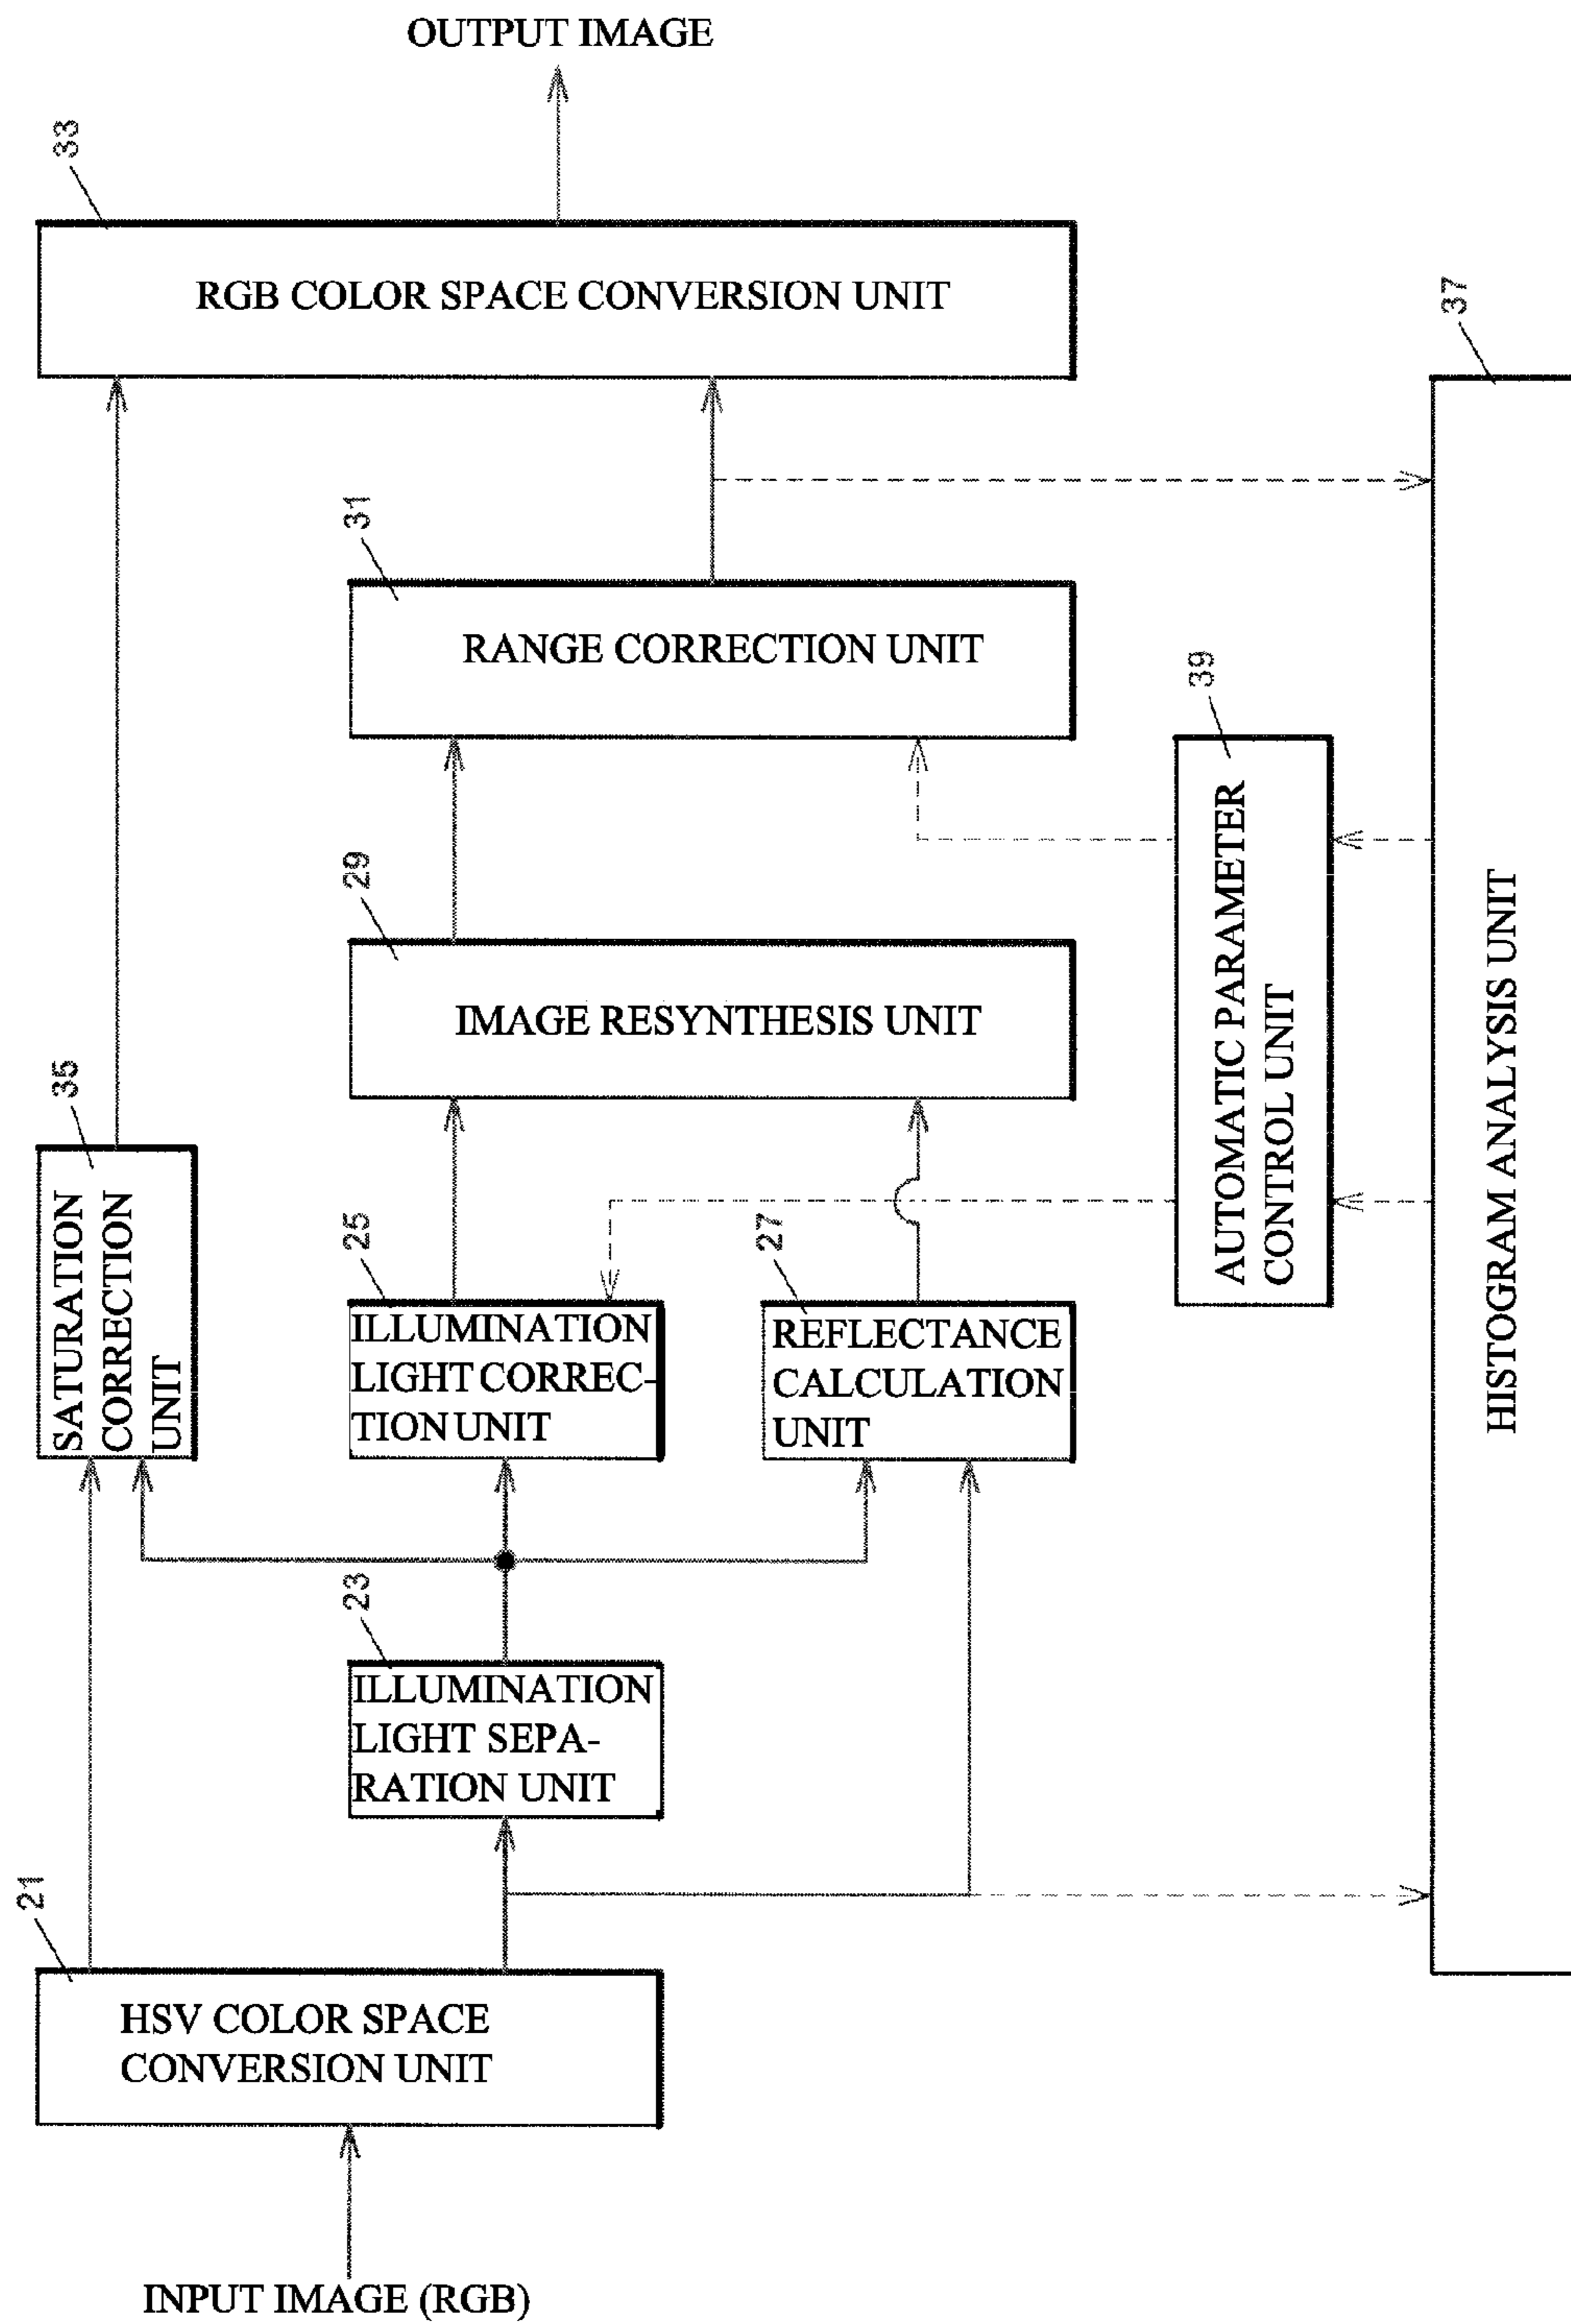 OUTPUT IMAGE
33
RGB COLOR SPACE CONVERSION UNIT
37
31
RANGE CORRECTION UNIT
39
AUTOMATIC PARAMETER
CONTROL UNIT
29
IMAGE RESYNTHESIS UNIT
HISTOGRAM ANALYSIS UNIT
35
SATURATION
CORRECTION
UNIT
25
ILLUMINATION
LIGHT CORREC-
TION UNIT
27
REFLECTANCE
CALCULATION
UNIT
23
ILLUMINATION
LIGHT SEPA-
RATION UNIT
21
HSV COLOR SPACE
CONVERSION UNIT
INPUT IMAGE (RGB)